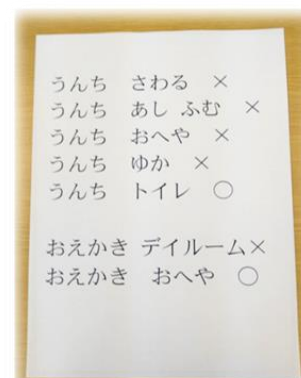 うんち　さわる　×
うんち　あし ふむ　×
うんち　おへや　×
うんち　ゆか　×
うんち　トイレ　○
おえかき デイルーム×
おえかき　おへや　○